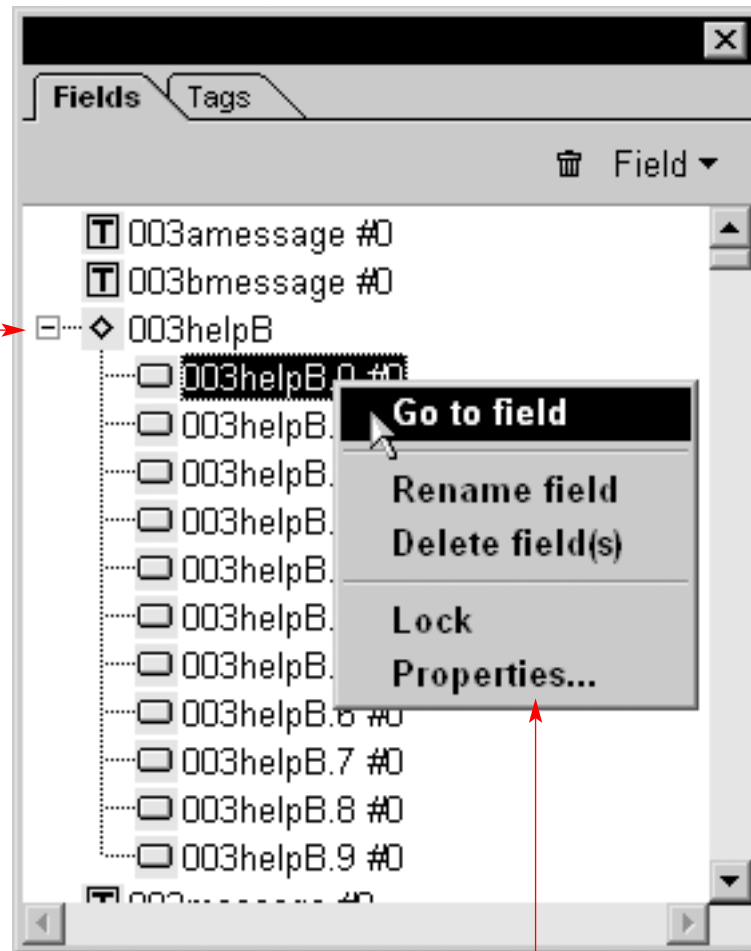 Fields Tags
Field
003amessage #0
003bmessage #0
003helpB
003helpB.0 #0
Go to field
003helpB.
003helpB.
Rename field
003helpB.
Delete field(s)
003helpB.
003helpB.
Lock
003helpB.
Properties...
003helpB.6 #0
003helpB.7 #0
003helpB.8 #0
003helpB.9 #0